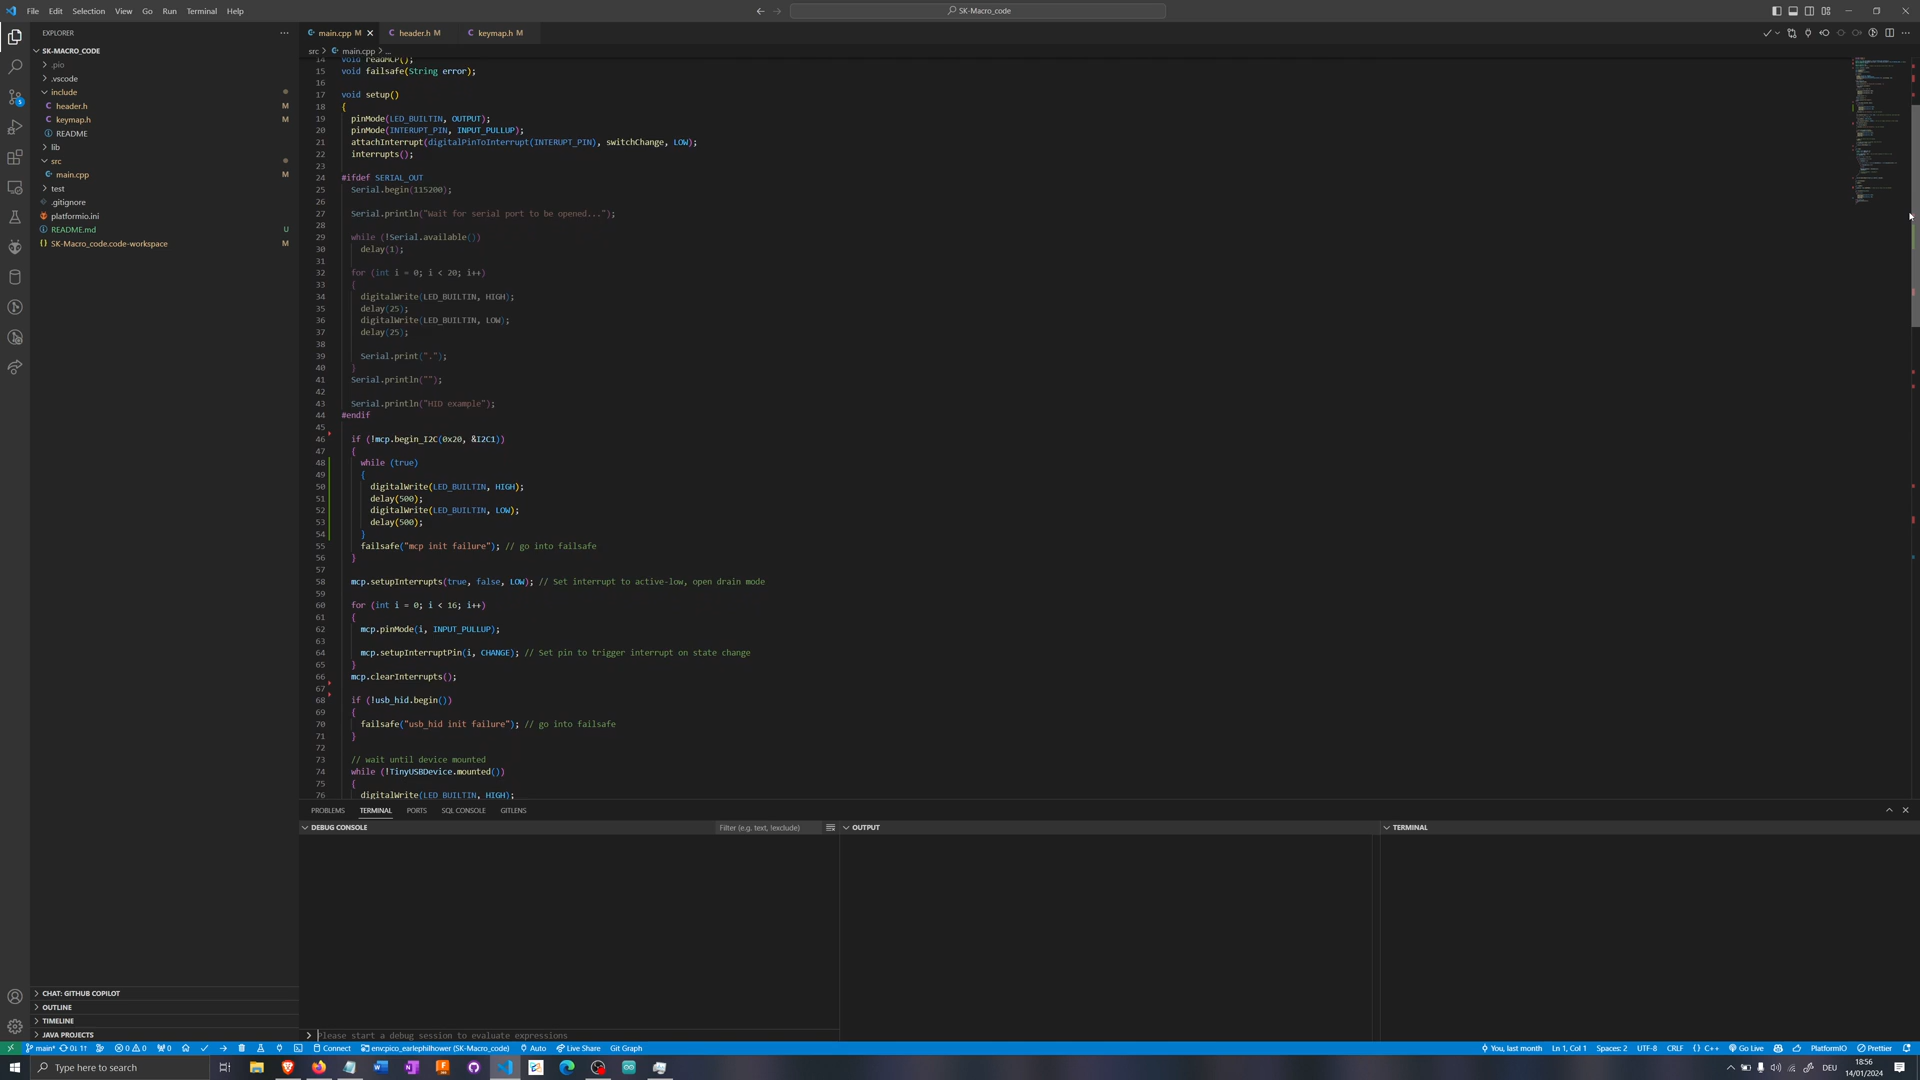 File Edit Selection View Go Run Terminal Help
SK-Macro_code
EXPLORER
SK-MACRO_CODE
.pio
.vscode
include
header.h M
keymap.h M
README
lib
src
main.cpp M
test
.gitignore
platformio.ini
README.md U
SK-Macro_code.code-workspace M
CHAT: GITHUB COPILOT
OUTLINE
TIMELINE
JAVA PROJECTS
main.cpp M header.h M keymap.h M
src > main.cpp > ...
14 void readMCP();
15 void failsafe(String error);
16
17 void setup()
18 {
19 pinMode(LED_BUILTIN, OUTPUT);
20 pinMode(INTERUPT_PIN, INPUT_PULLUP);
21 attachInterrupt(digitalPinToInterrupt(INTERUPT_PIN), switchChange, LOW);
22 interrupts();
23
24 #ifdef SERIAL_OUT
25 Serial.begin(115200);
26
27 Serial.println("Wait for serial port to be opened...");
28
29 while (!Serial.available())
30 delay(1);
31
32 for (int i = 0; i < 20; i++)
33 {
34 digitalWrite(LED_BUILTIN, HIGH);
35 delay(25);
36 digitalWrite(LED_BUILTIN, LOW);
37 delay(25);
38
39 Serial.print(".");
40 }
41 Serial.println("");
42
43 Serial.println("HID example");
44 #endif
45
46 if (!mcp.begin_I2C(0x20, &I2C1))
47 {
48 while (true)
49 {
50 digitalWrite(LED_BUILTIN, HIGH);
51 delay(500);
52 digitalWrite(LED_BUILTIN, LOW);
53 delay(500);
54 }
55 failsafe("mcp init failure"); // go into failsafe
56 }
57
58 mcp.setupInterrupts(true, false, LOW); // Set interrupt to active-low, open drain mode
59
60 for (int i = 0; i < 16; i++)
61 {
62 mcp.pinMode(i, INPUT_PULLUP);
63
64 mcp.setupInterruptPin(i, CHANGE); // Set pin to trigger interrupt on state change
65 }
66 mcp.clearInterrupts();
67
68 if (!usb_hid.begin())
69 {
70 failsafe("usb_hid init failure"); // go into failsafe
71 }
72
73 // wait until device mounted
74 while (!TinyUSBDevice.mounted())
75 {
76 digitalWrite(LED_BUILTIN, HIGH);
PROBLEMS TERMINAL PORTS SQL CONSOLE GITLENS
DEBUG CONSOLE Filter (e.g. text, !exclude) OUTPUT TERMINAL
Please start a debug session to evaluate expressions
main* 0↓ 1↑ 0 0 0 Connect env:pico_earlephilhower (SK-Macro_code) Auto Live Share Git Graph You, last month Ln 1, Col 1 Spaces: 2 UTF-8 CRLF {} C++ Go Live PlatformIO Prettier
Type here to search
DEU
18:56
14/01/2024